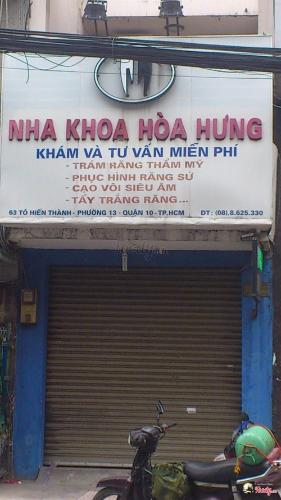 NHA KHOA HÒA HƯNG
KHÁM VÀ TƯ VẤN MIỄN PHÍ
- TRÁM RĂNG THẨM MỸ
- PHỤC HÌNH RĂNG SỨ
- CẠO VÔI SIÊU ÂM
- TẨY TRẮNG RĂNG...
63 TÔ HIẾN THÀNH - PHƯỜNG 13 - QUẬN 10 - TP.HCM ĐT: (08).8.625.330